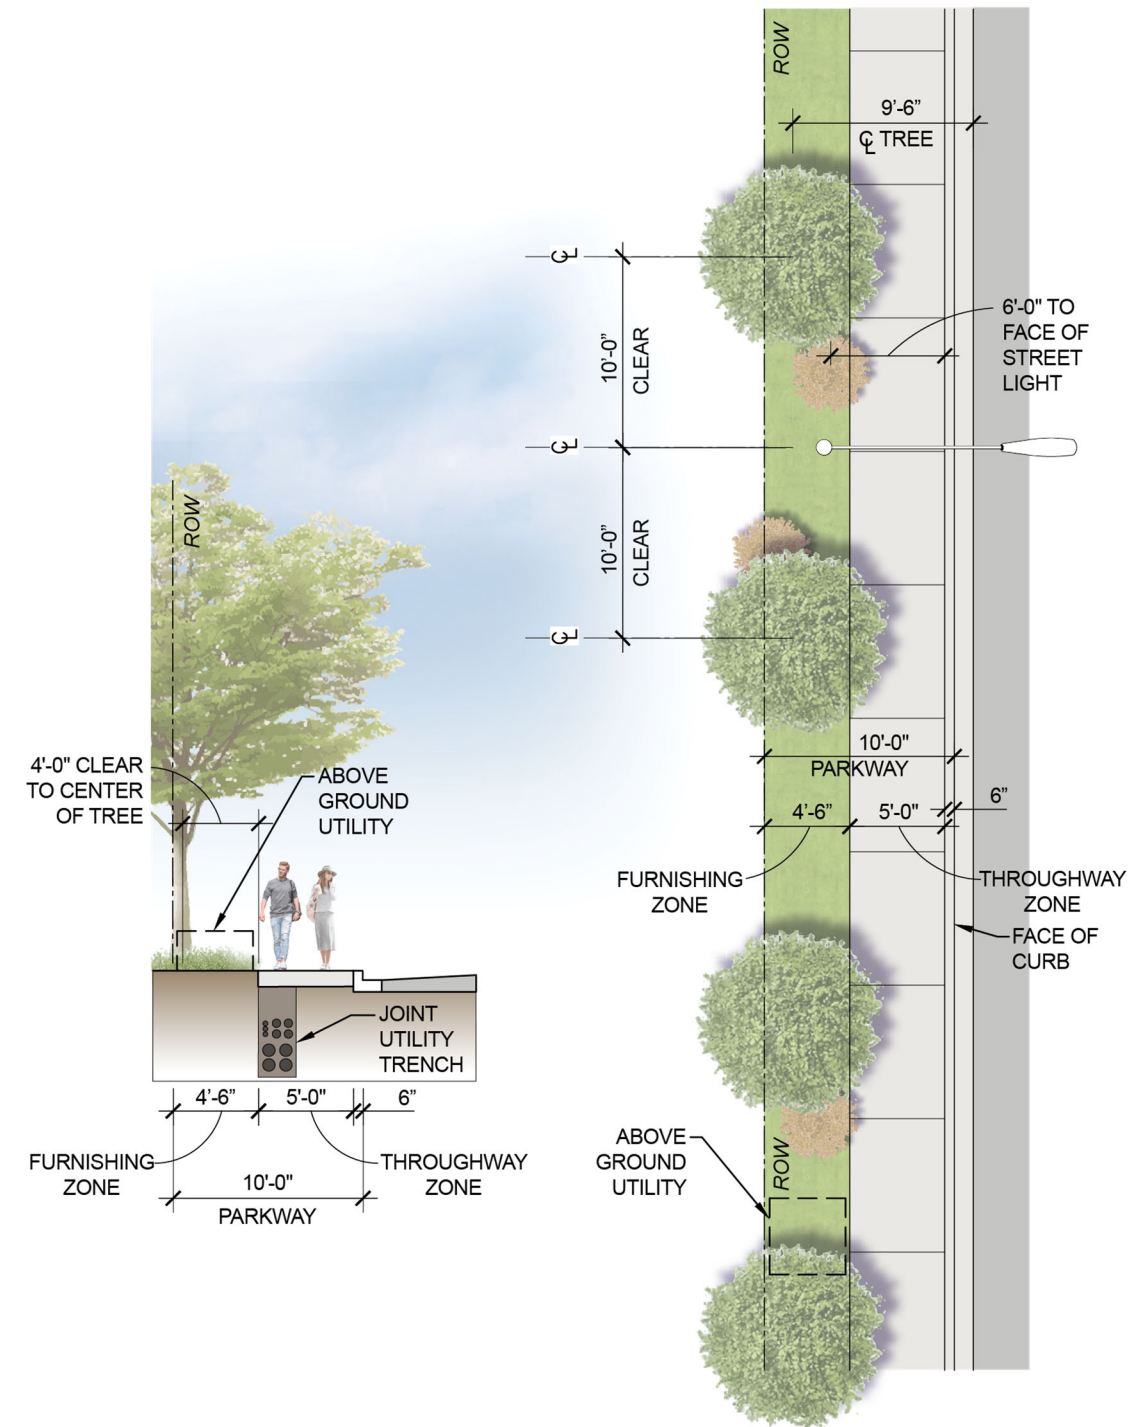 ROW
4'-0" CLEAR
TO CENTER
OF TREE
ABOVE
GROUND
UTILITY
JOINT
UTILITY
TRENCH
4'-6”
5'-0"
6”
FURNISHING
ZONE
THROUGHWAY
ZONE
10'-0"
PARKWAY
ROW
9'-6”
℄ TREE
℄
10'-0”
CLEAR
6'-0" TO
FACE OF
STREET
LIGHT
℄
10'-0”
CLEAR
℄
10'-0”
PARKWAY
6”
4'-6”
5'-0”
FURNISHING
ZONE
THROUGHWAY
ZONE
FACE OF
CURB
ABOVE
GROUND
UTILITY
ROW